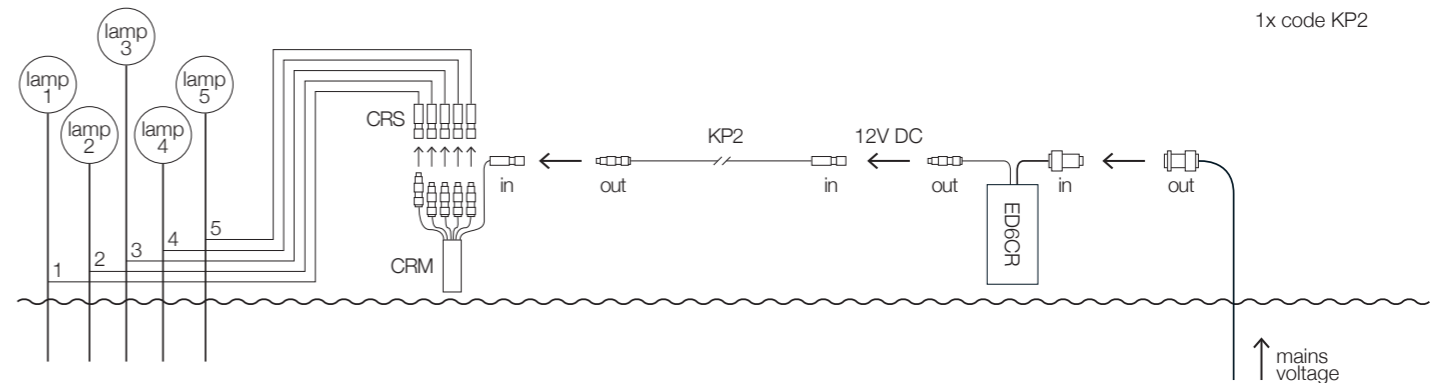 1x code KP2
lamp
3
lamp
1
lamp
5
lamp
2
lamp
4
CRS
KP2
12V DC
in
out
in
out
in
out
ED6CR
5
4
3
2
1
CRM
mains
voltage